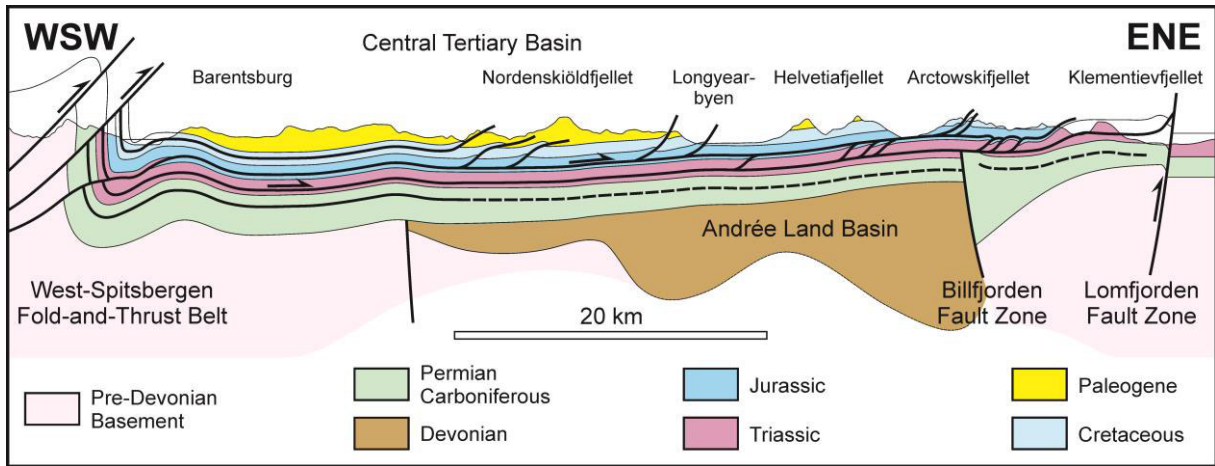 WSW
ENE
Central Tertiary Basin
Barentsburg
Nordenskiöldfjellet
Longyear-
byen
Helvetiafjellet
Arctowskifjellet
Klementievfjellet
Andrée Land Basin
West-Spitsbergen
Fold-and-Thrust Belt
Billfjorden
Fault Zone
Lomfjorden
Fault Zone
20 km
Pre-Devonian
Basement
Permian
Carboniferous
Devonian
Jurassic
Triassic
Paleogene
Cretaceous